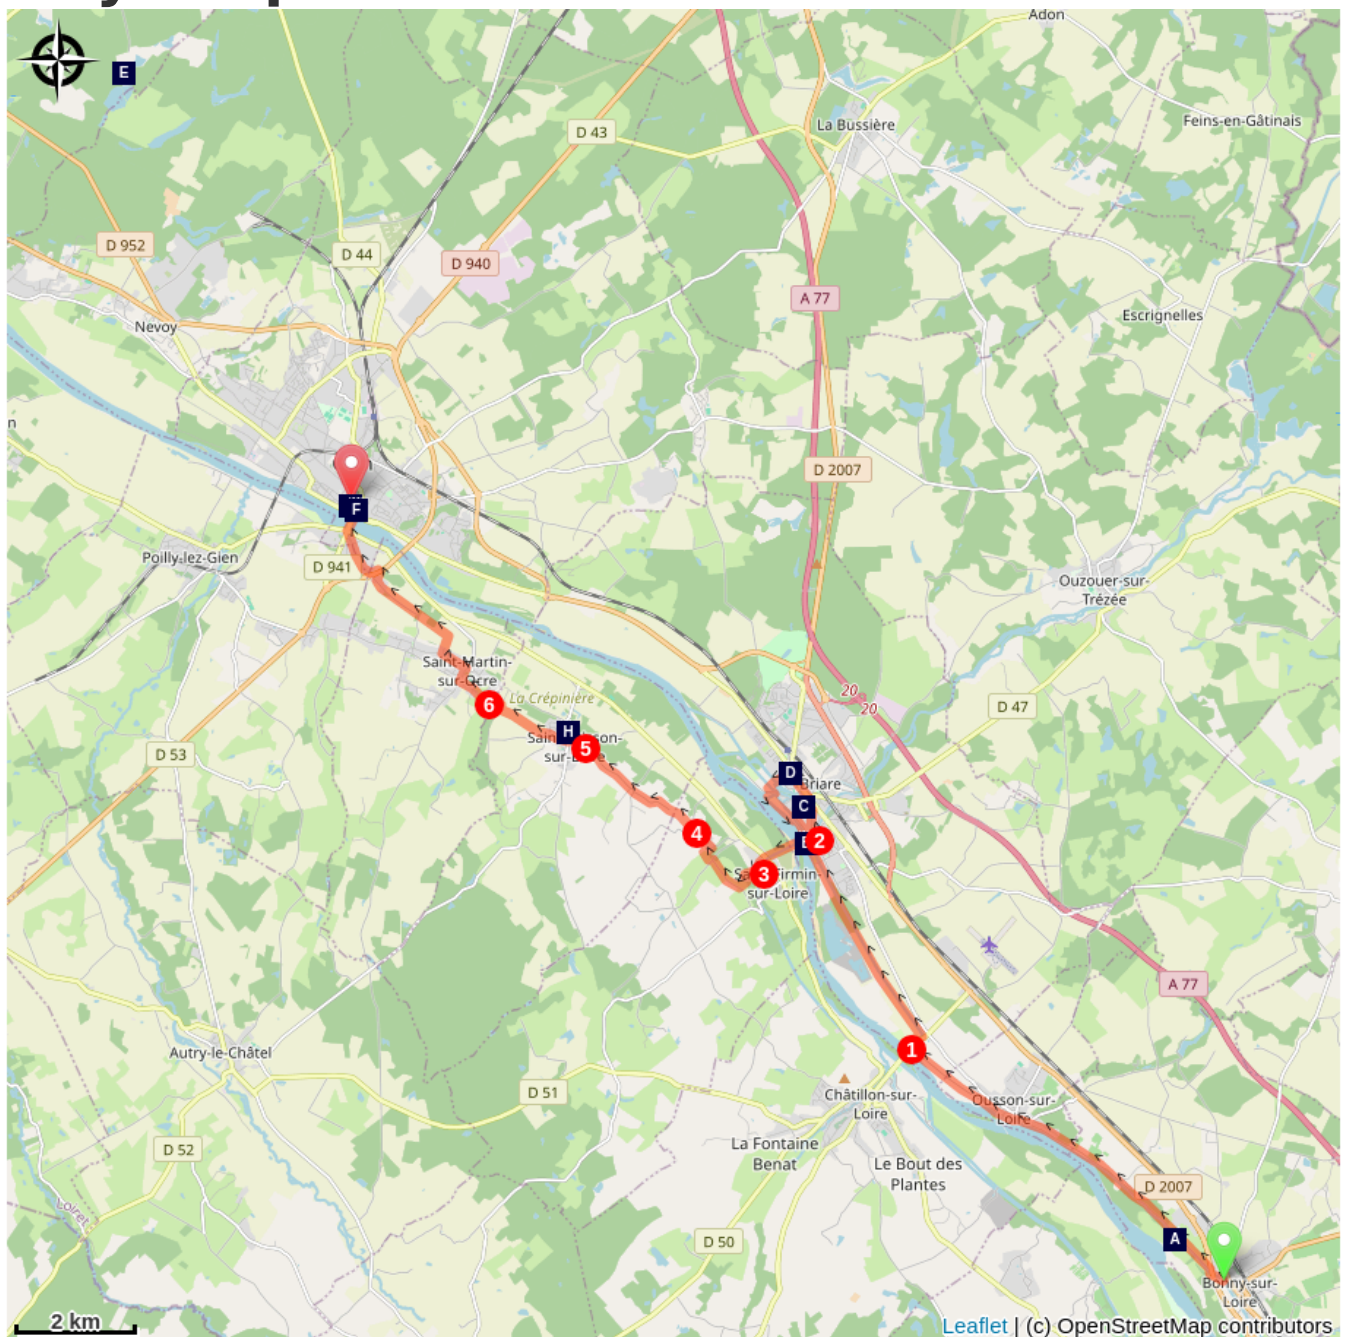 Adon
E
D 43
La Bussière
Feins-en-Gâtinais
D 952
D 44
D 940
A 77
Nevoy
Escrignelles
n
D 2007
F
Poilly-lez-Gien
D 941
Ouzouer-sur-
Trézée
Saint-Martin-
sur-Ocre
20
20
La Crépinière
6
D 47
H
5
D 53
D
Briare
C
4
2
3
sur-Loire
A 77
1
Autry-le-Châtel
D 51
Châtillon-sur-
Loire
Ousson-sur-
Loire
D 52
La Fontaine
Benat
Le Bout des
Plantes
D 2007
Loiret
D 50
A
Bonny-sur-
Loire
2 km
Leaflet | (c) OpenStreetMap contributors